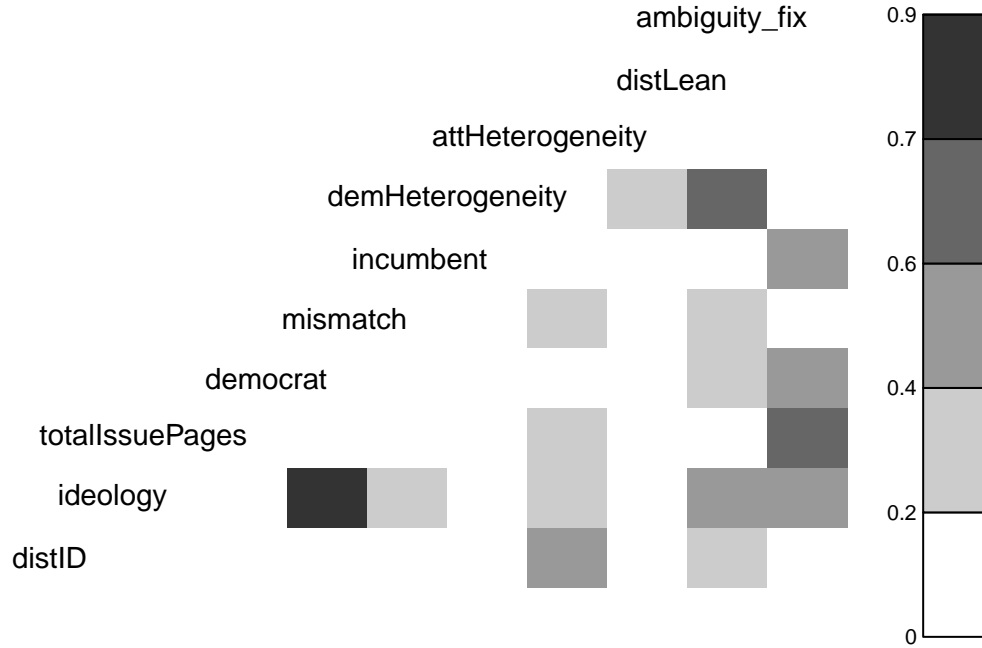 ambiguity_fix
distLean
attHeterogeneity
demHeterogeneity
incumbent
mismatch
democrat
totalIssuePages
ideology
distID
0.9
0.7
0.6
0.4
0.2
0